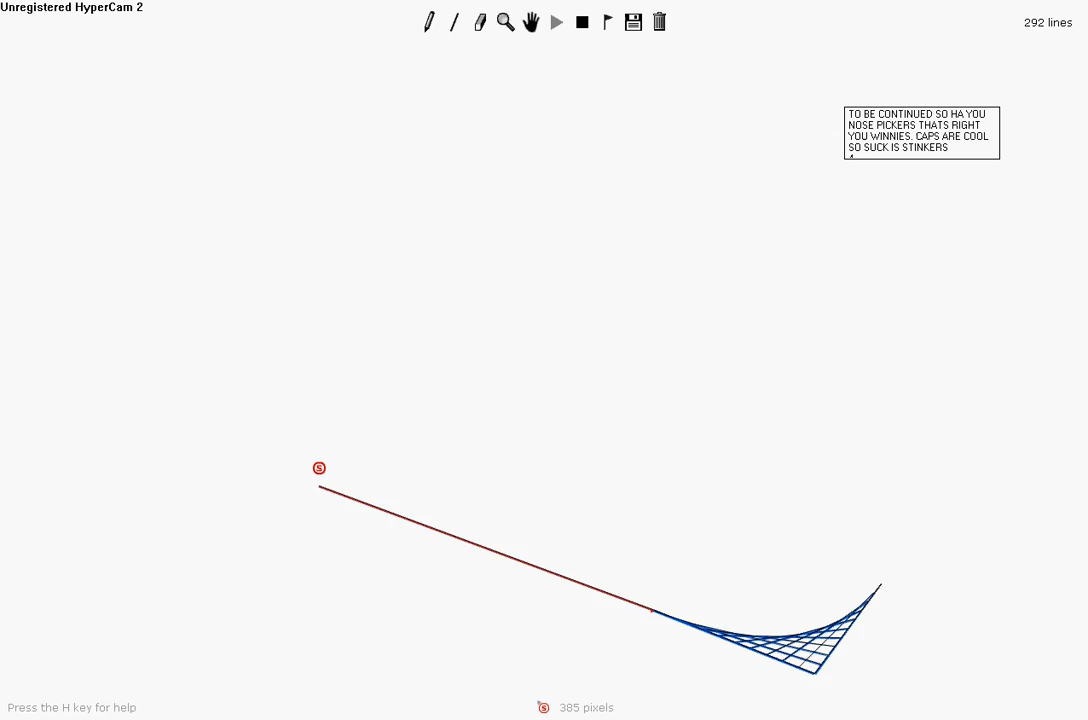 Unregistered HyperCam 2
292 lines
TO BE CONTINUED SO HA YOU
NOSE PICKERS THATS RIGHT
YOU WINNIES. CAPS ARE COOL
SO SUCK IS STINKERS
S
Press the H key for help
S 385 pixels